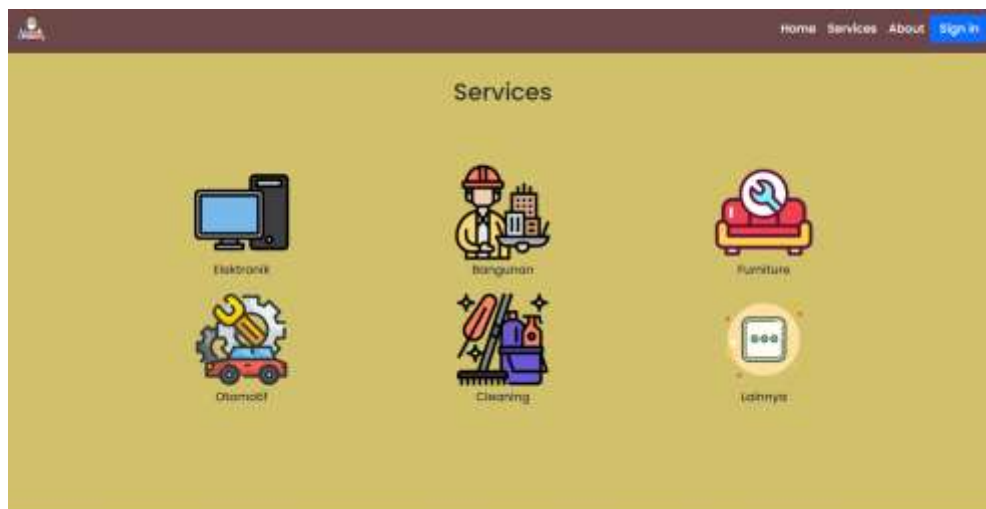 Home Services About Sign in
Services
Elektronik Bangunan Furniture
Otomotif Cleaning Lainnya